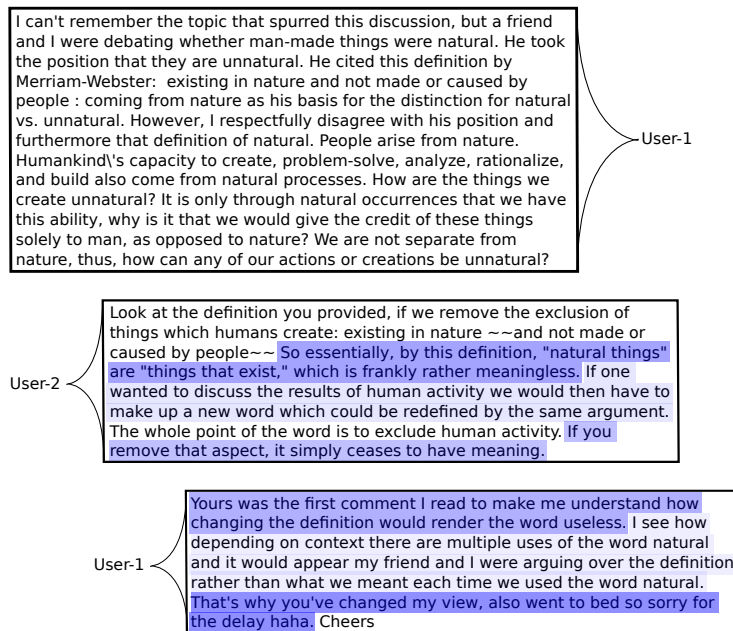 I can't remember the topic that spurred this discussion, but a friend
and I were debating whether man-made things were natural. He took
the position that they are unnatural. He cited this definition by
Merriam-Webster:  existing in nature and not made or caused by
people : coming from nature as his basis for the distinction for natural
vs. unnatural. However, I respectfully disagree with his position and
furthermore that definition of natural. People arise from nature.
Humankind\'s capacity to create, problem-solve, analyze, rationalize,
and build also come from natural processes. How are the things we
create unnatural? It is only through natural occurrences that we have
this ability, why is it that we would give the credit of these things
solely to man, as opposed to nature? We are not separate from
nature, thus, how can any of our actions or creations be unnatural?
User-1
Look at the definition you provided, if we remove the exclusion of
things which humans create: existing in nature ~~and not made or
caused by people~~ So essentially, by this definition, "natural things"
are "things that exist," which is frankly rather meaningless. If one
wanted to discuss the results of human activity we would then have to
make up a new word which could be redefined by the same argument.
The whole point of the word is to exclude human activity. If you
remove that aspect, it simply ceases to have meaning.
User-2
Yours was the first comment I read to make me understand how
changing the definition would render the word useless. I see how
depending on context there are multiple uses of the word natural
and it would appear my friend and I were arguing over the definition
rather than what we meant each time we used the word natural.
That's why you've changed my view, also went to bed so sorry for
the delay haha. Cheers
User-1